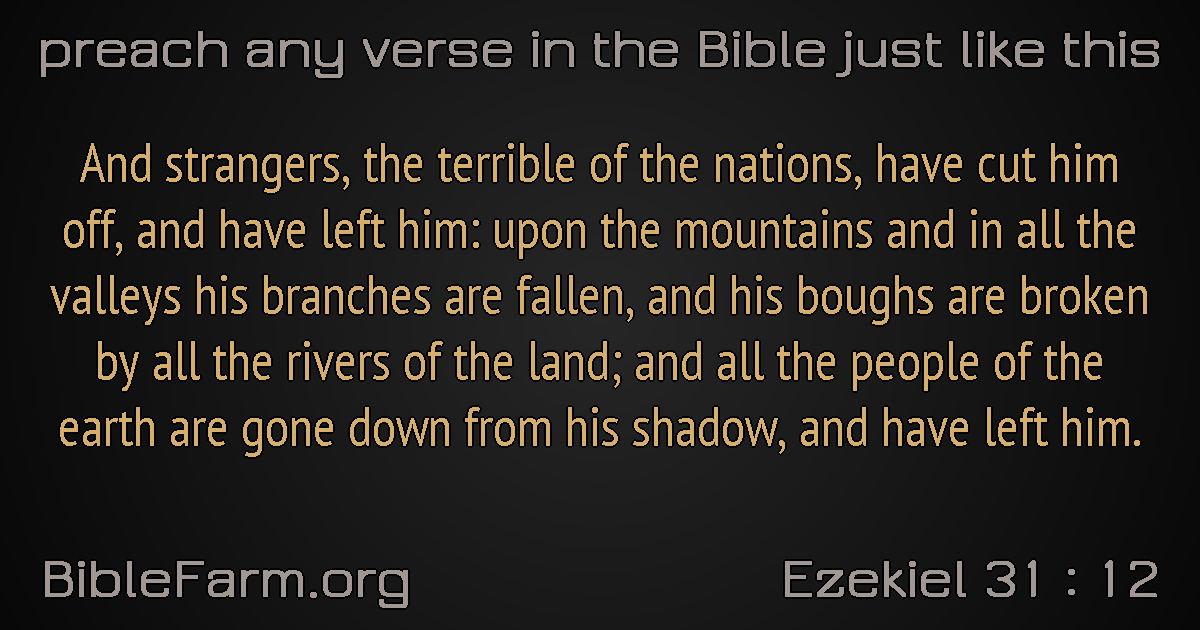 preach any verse in the Bible just like this
And strangers, the terrible of the nations, have cut him
off, and have left him: upon the mountains and in all the
valleys his branches are fallen, and his boughs are broken
by all the rivers of the land; and all the people of the
earth are gone down from his shadow, and have left him.
BibleFarm.org
Ezekiel 31 : 12